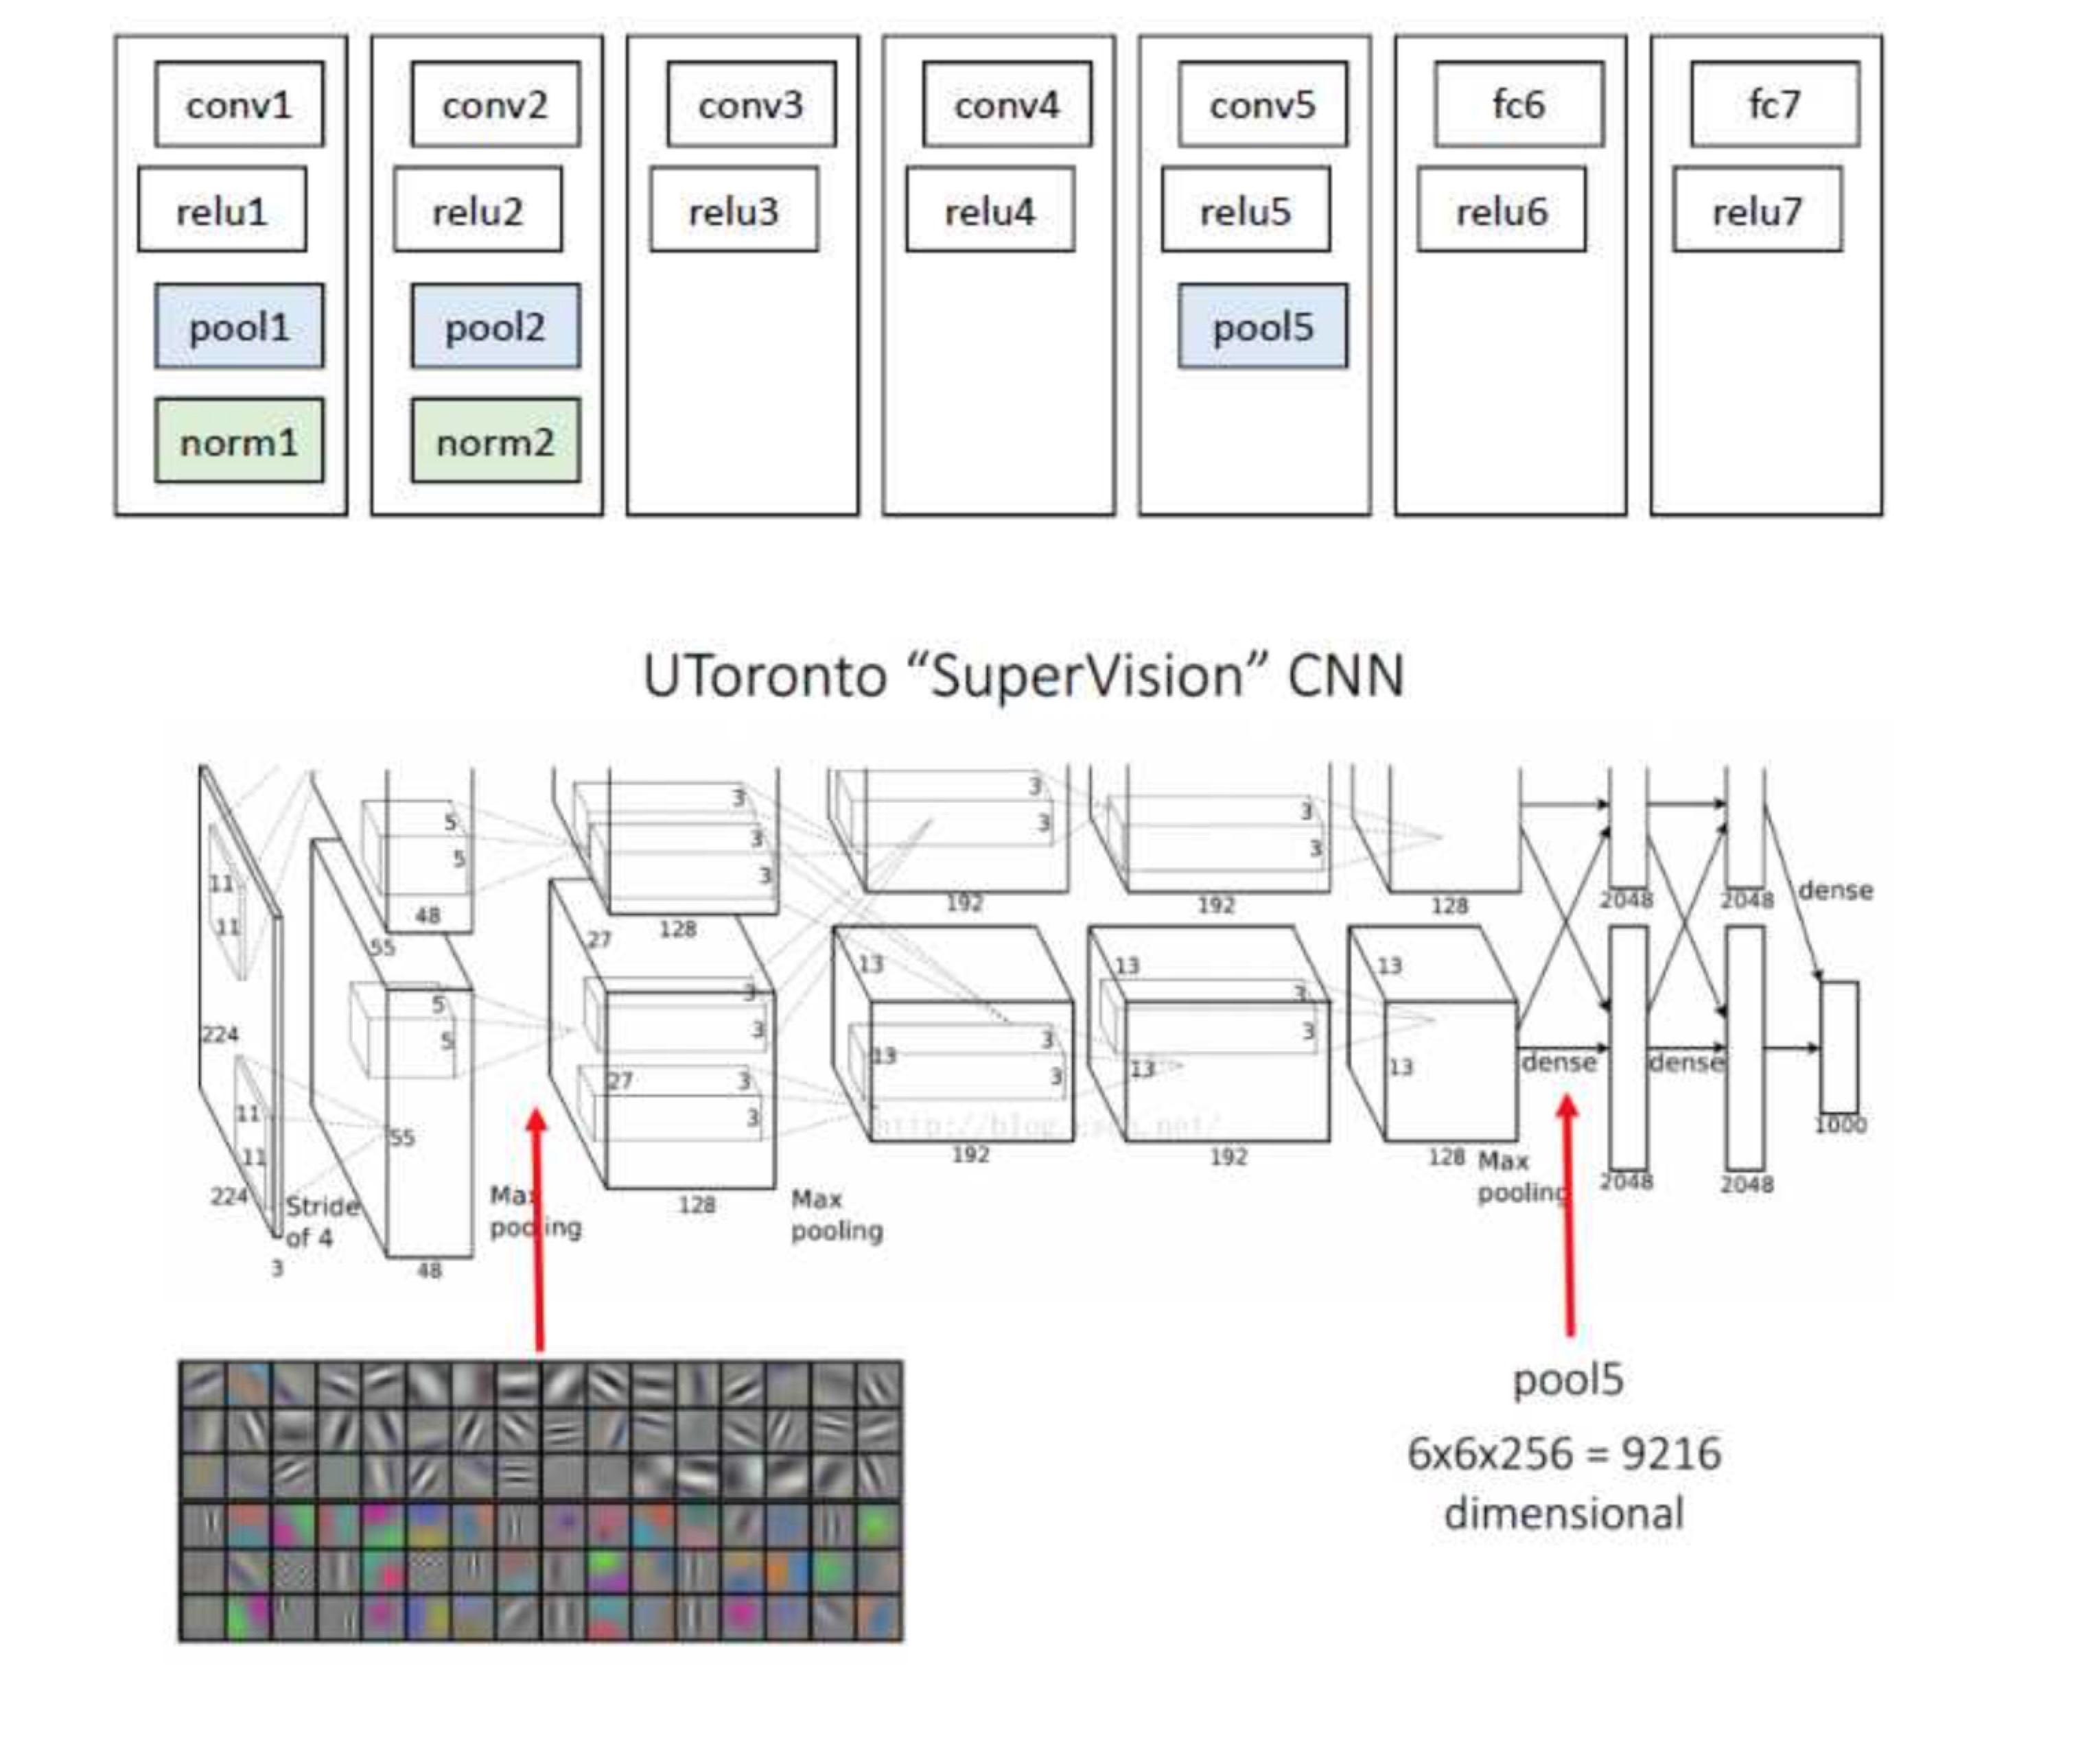 conv1 conv2 conv3 conv4 conv5 fc6 fc7
relu1 relu2 relu3 relu4 relu5 relu6 relu7
pool1 pool2 pool5
norm1 norm2
UToronto “SuperVision” CNN
3 3
5 3 3 3
5 3 3 3
11 192 192 128 2048 2048 dense
11 48 128
55 27 13 13 13
5 3 3
224 5 3 3 3
13 13 13 dense dense
27 3 3
11 3
55 1000
11 192 192 128 Max 2048 2048
224 Stride Max 128 Max pooling
of 4 pooling pooling
3 48
http://blog.csdn.net/
pool5
6x6x256 = 9216
dimensional